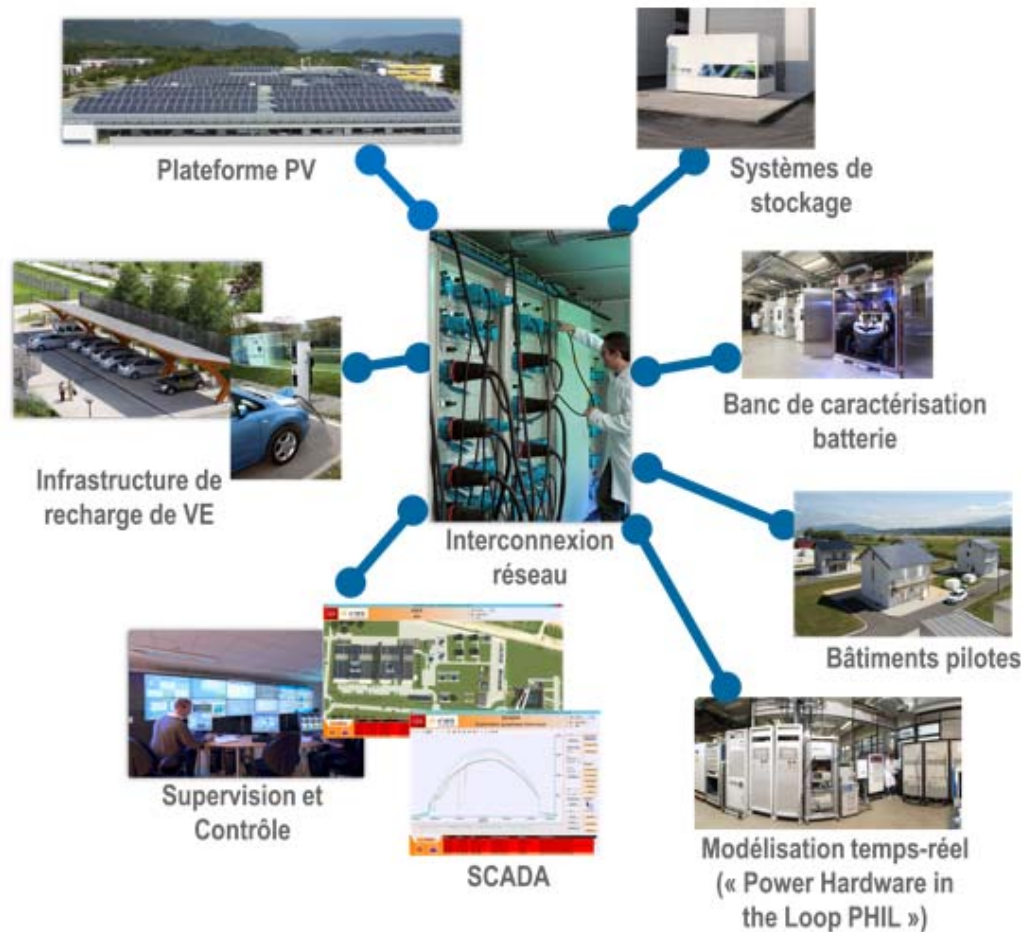 Plateforme PV
Systèmes de
stockage
Banc de caractérisation
batterie
Infrastructure de
recharge de VE
Interconnexion
réseau
Bâtiments pilotes
Supervision et
Contrôle
SCADA
Modélisation temps-réel
(« Power Hardware in
the Loop PHIL »)